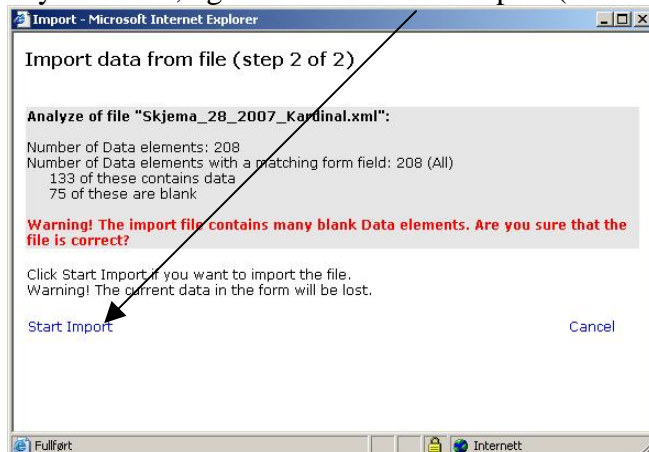 Import - Microsoft Internet Explorer
Import data from file (step 2 of 2)
Analyze of file "Skjema_28_2007_Kardinal.xml":
Number of Data elements: 208
Number of Data elements with a matching form field: 208 (All)
133 of these contains data
75 of these are blank
Warning! The import file contains many blank Data elements. Are you sure that the
file is correct?
Click Start Import if you want to import the file.
Warning! The current data in the form will be lost.
Start Import
Cancel
Fullført
Internett